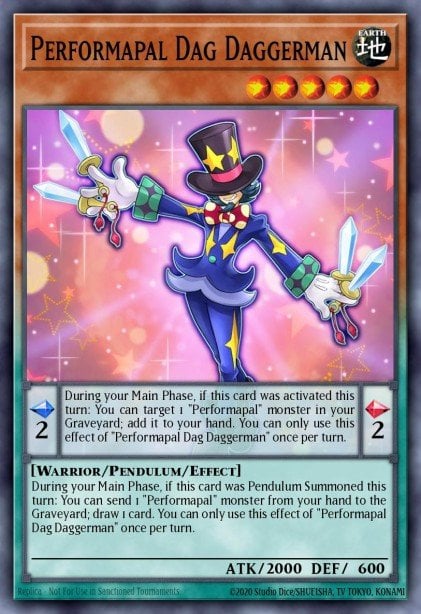 PERFORMAPAL DAG DAGGERMAN
EARTH
地
During your Main Phase, if this card was activated this
turn: You can target 1 "Performapal" monster in your
Graveyard; add it to your hand. You can only use this
effect of "Performapal Dag Daggerman" once per turn.
2
2
[WARRIOR/PENDULUM/EFFECT]
During your Main Phase, if this card was Pendulum Summoned this
turn: You can send 1 "Performapal" monster from your hand to the
Graveyard; draw 1 card. You can only use this effect of "Performapal
Dag Daggerman" once per turn.
ATK/2000 DEF/ 600
Replica - Not For Use in Sanctioned Tournaments
©2020 Studio Dice/SHUEISHA, TV TOKYO, KONAMI